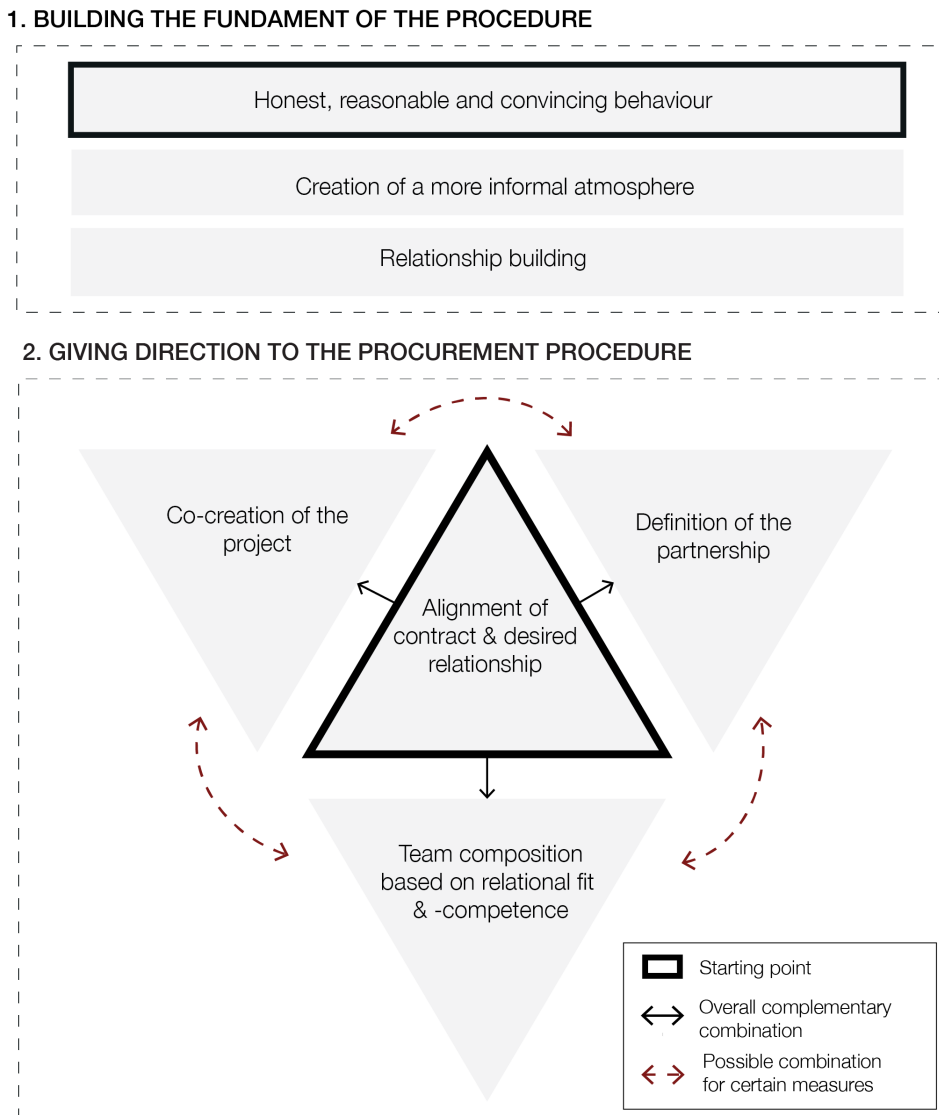 1. BUILDING THE FUNDAMENT OF THE PROCEDURE
Honest, reasonable and convincing behaviour
Creation of a more informal atmosphere
Relationship building
2. GIVING DIRECTION TO THE PROCUREMENT PROCEDURE
Co-creation of the
project
Definition of the
partnership
Alignment of
contract & desired
relationship
Team composition
based on relational fit
& -competence
Starting point
Overall complementary
combination
Possible combination
for certain measures